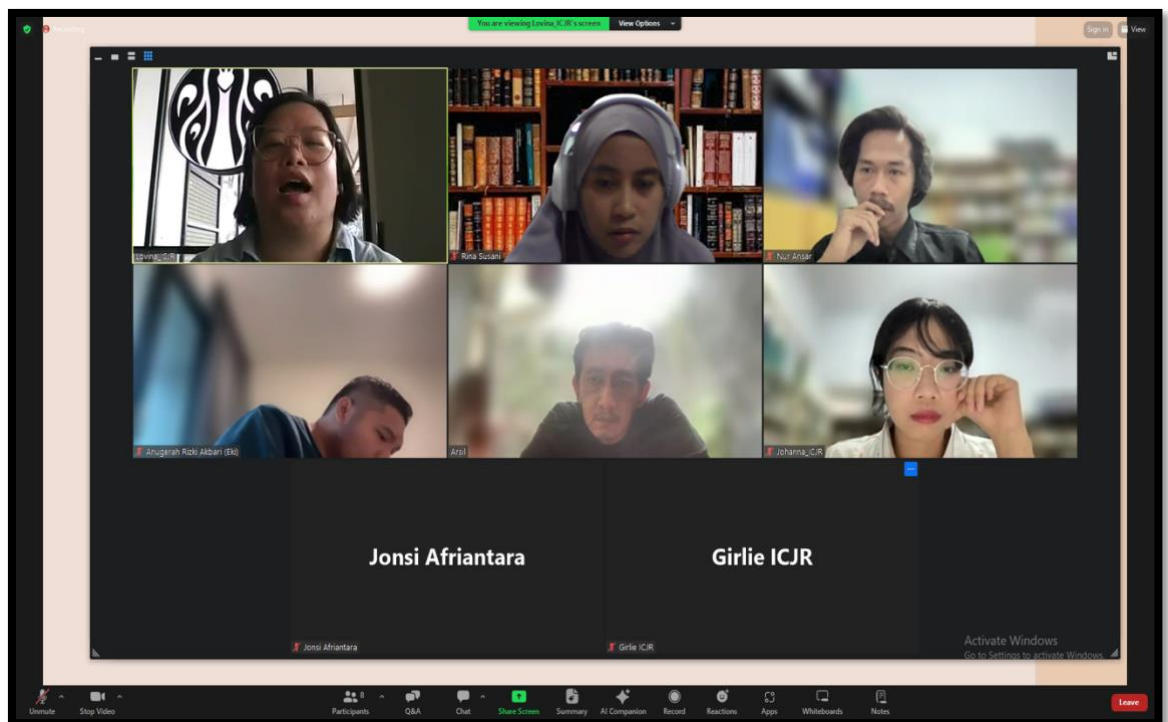 Recording
You are viewing Lovina_ICJR's screen
View Options
Sign in
View
Lovina_ICJR
Rina Susani
Nur Ansar
Anugerah Rizki Akbari (Eki)
Arsil
Johanna_ICJR
Jonsi Afriantara
Girlie ICJR
Jonsi Afriantara
Girlie ICJR
Activate Windows
Go to Settings to activate Windows.
Unmute
Stop Video
Participants
8
Q&A
Chat
Share Screen
Summary
AI Companion
Record
Reactions
Apps
Whiteboards
Notes
Leave